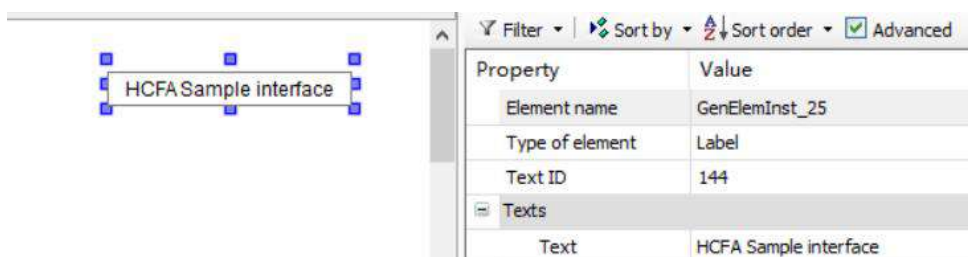 HCFA Sample interface
Filter Sort by Sort order Advanced
Property Value
Element name GenElemInst_25
Type of element Label
Text ID 144
Texts
Text HCFA Sample interface